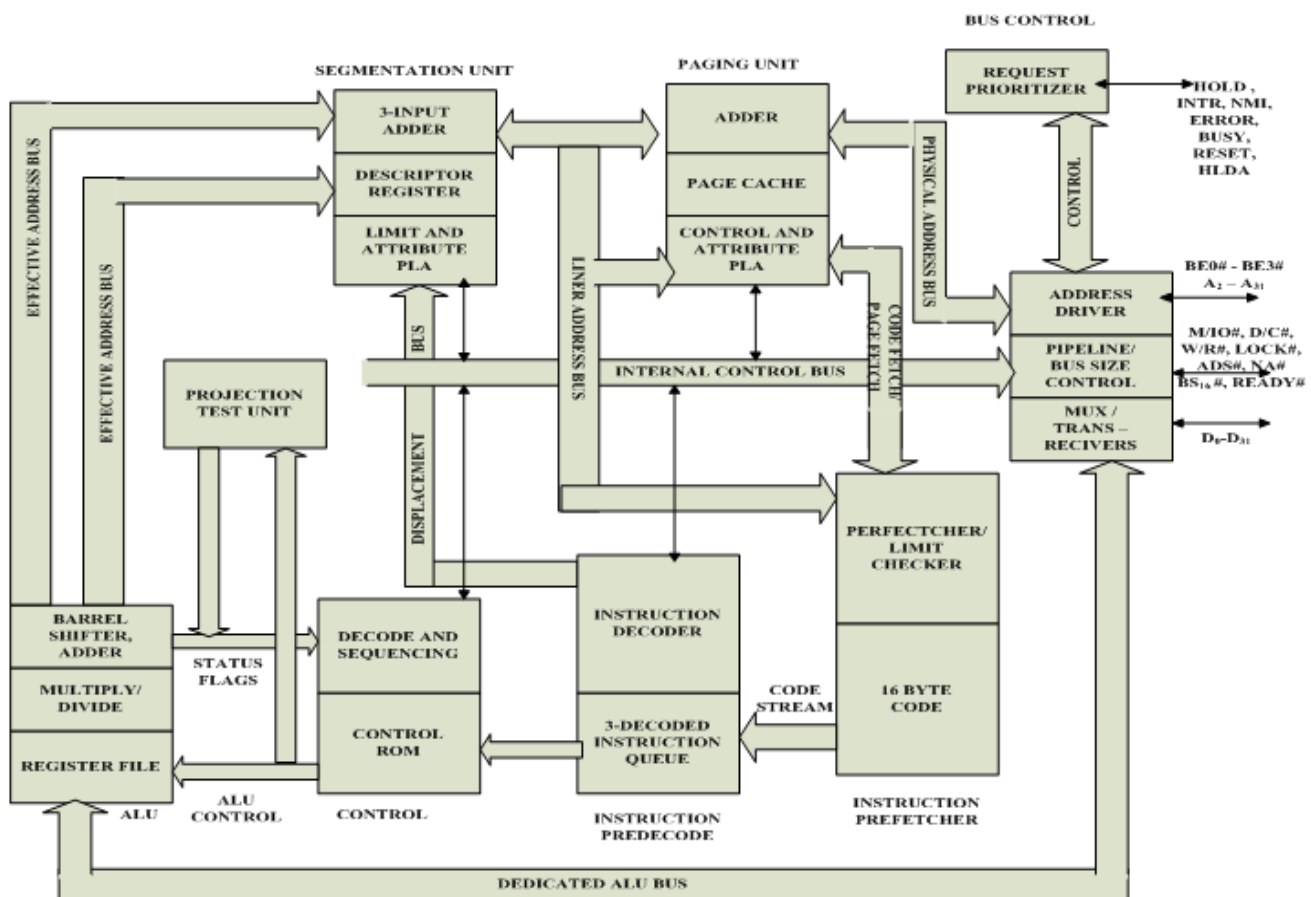 BUS CONTROL
REQUEST
PRIORITIZER
HOLD ,
INTR, NMI,
ERROR,
BUSY,
RESET,
HLDA
CONTROL
SEGMENTATION UNIT
3-INPUT
ADDER
DESCRIPTOR
REGISTER
LIMIT AND
ATTRIBUTE
PLA
PAGING UNIT
ADDER
PAGE CACHE
CONTROL AND
ATTRIBUTE
PLA
EFFECTIVE ADDRESS BUS
EFFECTIVE ADDRESS BUS
LINER ADDRESS BUS
PHYSICAL ADDRESS BUS
CODE FETCH/
PAGE FETCH
BE0# - BE3#
A₂ – A₃₁
ADDRESS
DRIVER
PIPELINE/
BUS SIZE
CONTROL
MUX /
TRANS –
RECIVERS
M/IO#, D/C#,
W/R#, LOCK#,
ADS#, NA#
BS₁₆ #, READY#
D₀-D₃₁
INTERNAL CONTROL BUS
DISPLACEMENT BUS
PROJECTION
TEST UNIT
BARREL
SHIFTER,
ADDER
MULTIPLY/
DIVIDE
REGISTER FILE
ALU
STATUS
FLAGS
ALU
CONTROL
DECODE AND
SEQUENCING
CONTROL
ROM
CONTROL
INSTRUCTION
DECODER
3-DECODED
INSTRUCTION
QUEUE
INSTRUCTION
PREDECODE
CODE
STREAM
PERFECTCHER/
LIMIT
CHECKER
16 BYTE
CODE
INSTRUCTION
PREFETCHER
DEDICATED ALU BUS